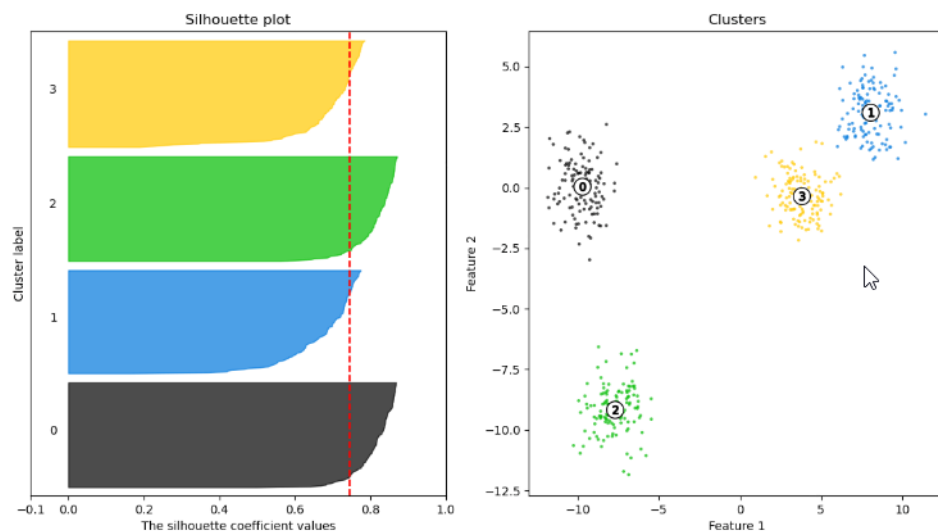 Silhouette plot
Cluster label
3
2
1
0
−0.1 0.0 0.2 0.4 0.6 0.8 1.0
The silhouette coefficient values
Clusters
Feature 2
5.0
2.5
0.0
−2.5
−5.0
−7.5
−10.0
−12.5
1
0
3
2
−10 −5 0 5 10
Feature 1